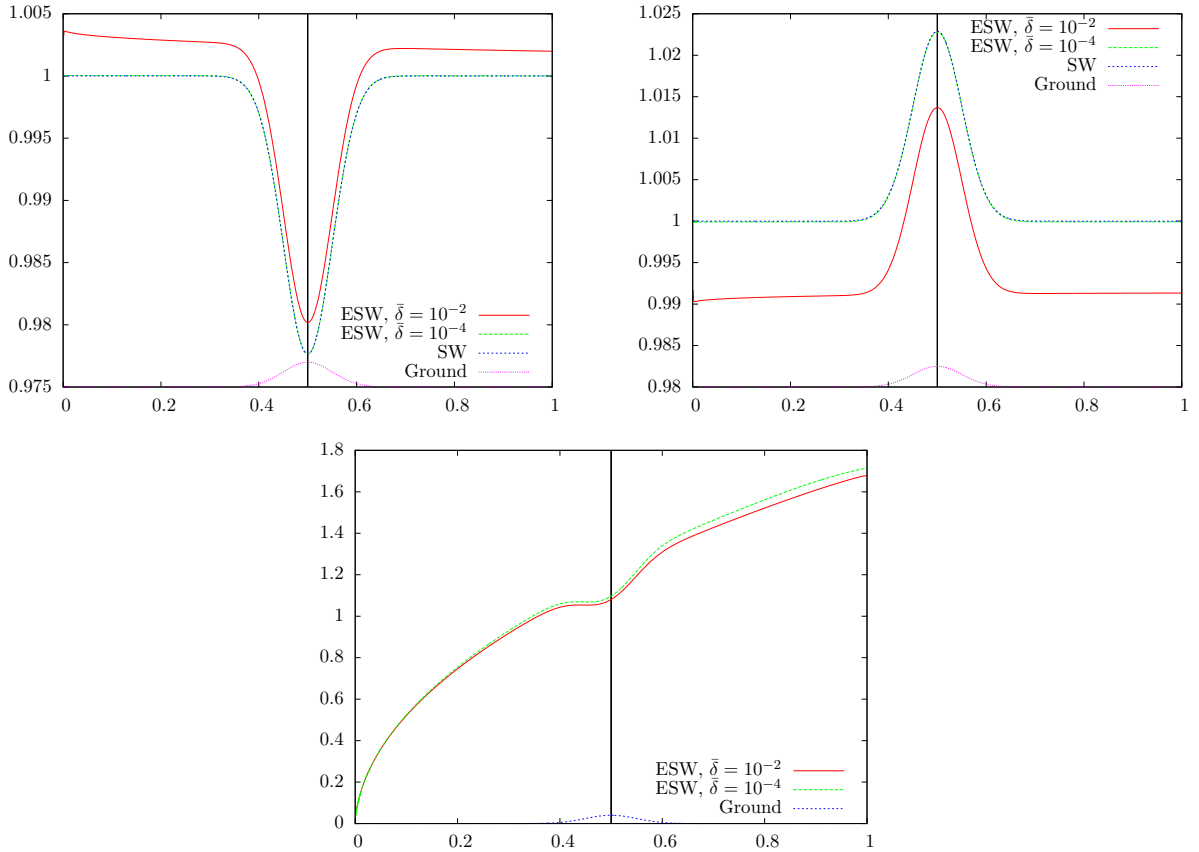 1.005
1
0.995
0.99
0.985
0.98
0.975
0 0.2 0.4 0.6 0.8 1
ESW, δ̄ = 10⁻²
ESW, δ̄ = 10⁻⁴
SW
Ground
1.025
1.02
1.015
1.01
1.005
1
0.995
0.99
0.985
0.98
0 0.2 0.4 0.6 0.8 1
ESW, δ̄ = 10⁻²
ESW, δ̄ = 10⁻⁴
SW
Ground
1.8
1.6
1.4
1.2
1
0.8
0.6
0.4
0.2
0
0 0.2 0.4 0.6 0.8 1
ESW, δ̄ = 10⁻²
ESW, δ̄ = 10⁻⁴
Ground